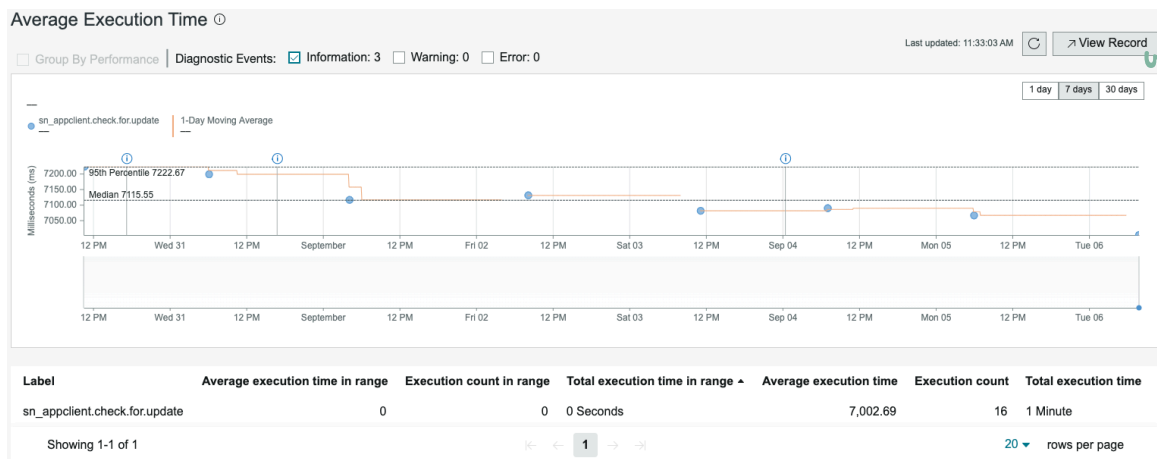 Average Execution Time ⓘ
Group By Performance Diagnostic Events: Information: 3 Warning: 0 Error: 0
Last updated: 11:33:03 AM
View Record
1 day 7 days 30 days
—
sn_appclient.check.for.update 1-Day Moving Average
— —
Milliseconds (ms)
7200.00
7150.00
7100.00
7050.00
95th Percentile 7222.67
Median 7115.55
12 PM Wed 31 12 PM September 12 PM Fri 02 12 PM Sat 03 12 PM Sep 04 12 PM Mon 05 12 PM Tue 06
12 PM Wed 31 12 PM September 12 PM Fri 02 12 PM Sat 03 12 PM Sep 04 12 PM Mon 05 12 PM Tue 06
Label Average execution time in range Execution count in range Total execution time in range Average execution time Execution count Total execution time
sn_appclient.check.for.update 0 0 0 Seconds 7,002.69 16 1 Minute
Showing 1-1 of 1 1 20 rows per page